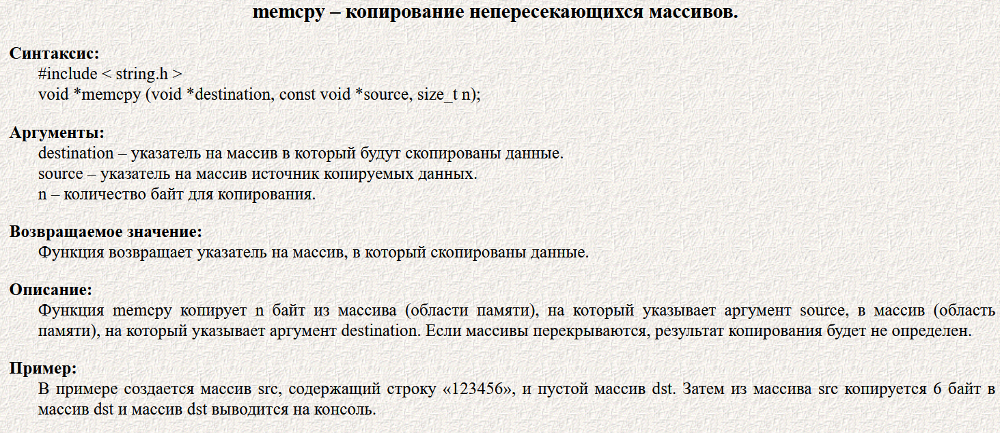 memcpy – копирование непересекающихся массивов.
Синтаксис:
#include < string.h >
void *memcpy (void *destination, const void *source, size_t n);
Аргументы:
destination – указатель на массив в который будут скопированы данные.
source – указатель на массив источник копируемых данных.
n – количество байт для копирования.
Возвращаемое значение:
Функция возвращает указатель на массив, в который скопированы данные.
Описание:
Функция memcpy копирует n байт из массива (области памяти), на который указывает аргумент source, в массив (область
памяти), на который указывает аргумент destination. Если массивы перекрываются, результат копирования будет не определен.
Пример:
В примере создается массив src, содержащий строку «123456», и пустой массив dst. Затем из массива src копируется 6 байт в
массив dst и массив dst выводится на консоль.